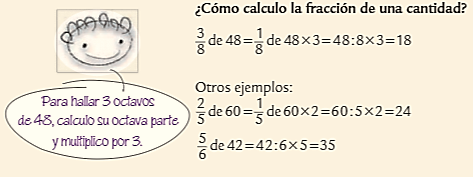 ¿Cómo calculo la fracción de una cantidad?
3/8 de 48=1/8 de 48×3=48:8×3=18
Otros ejemplos:
2/5 de 60=1/5 de 60×2=60:5×2=24
5/6 de 42=42:6×5=35
Para hallar 3 octavos
de 48, calculo su octava parte
y multiplico por 3.